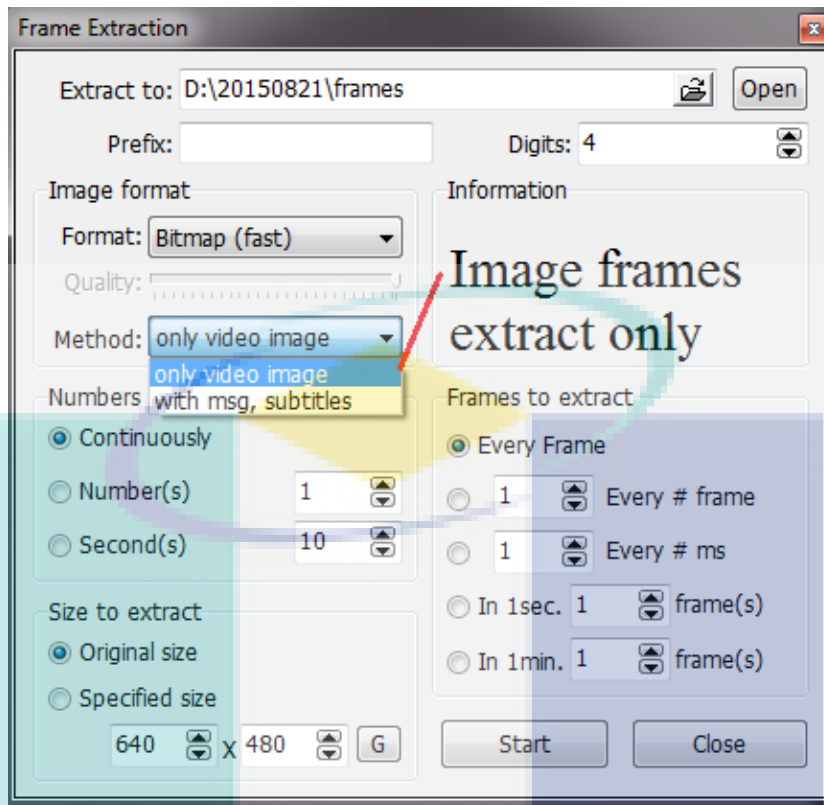 Frame Extraction
Extract to: D:\20150821\frames Open
Prefix: Digits: 4
Image format
Format: Bitmap (fast)
Quality:
Method: only video image
only video image
with msg, subtitles
Information
Image frames
extract only
Numbers
Continuously
Number(s) 1
Second(s) 10
Frames to extract
Every Frame
1 Every # frame
1 Every # ms
In 1sec. 1 frame(s)
In 1min. 1 frame(s)
Size to extract
Original size
Specified size
640 x 480 G
Start Close